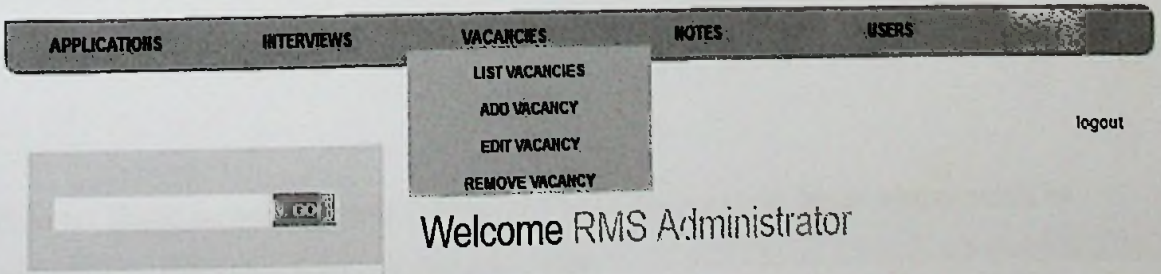 APPLICATIONS INTERVIEWS VACANCIES NOTES USERS
LIST VACANCIES
ADD VACANCY
EDIT VACANCY
REMOVE VACANCY
logout
GO
Welcome RMS Administrator